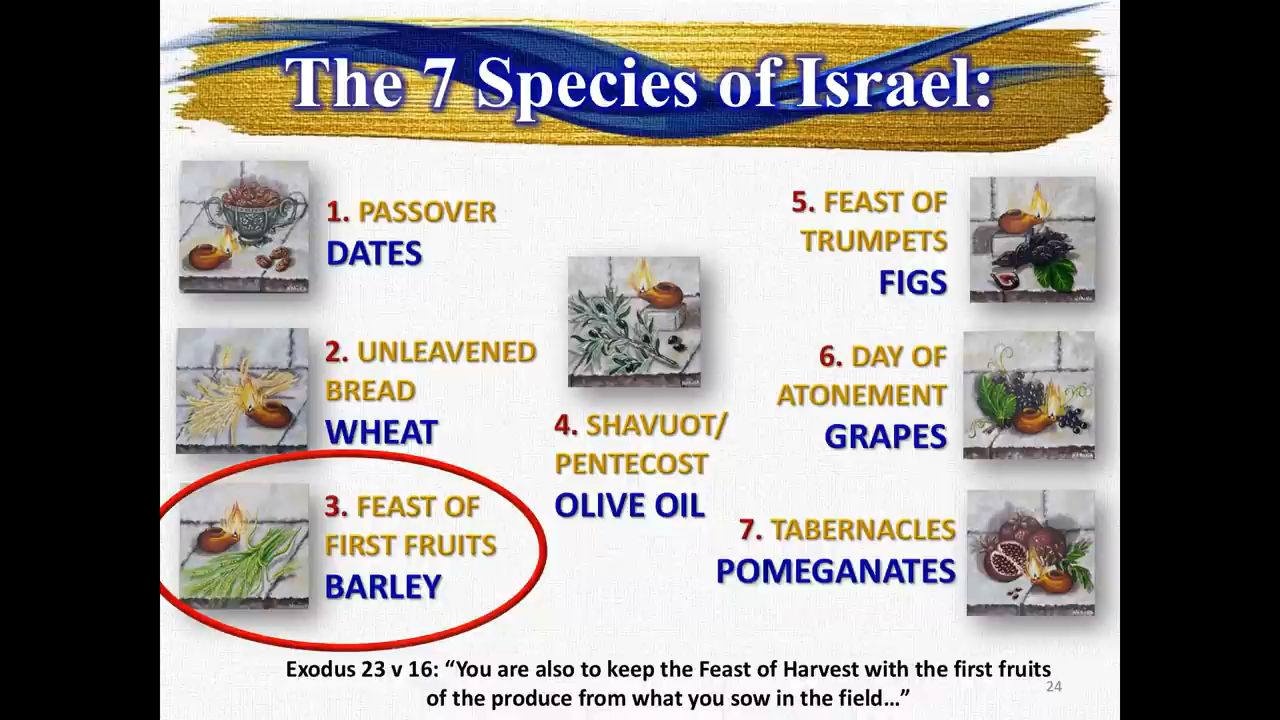 The 7 Species of Israel:
1. PASSOVER
DATES
2. UNLEAVENED
BREAD
WHEAT
3. FEAST OF
FIRST FRUITS
BARLEY
4. SHAVUOT/
PENTECOST
OLIVE OIL
5. FEAST OF
TRUMPETS
FIGS
6. DAY OF
ATONEMENT
GRAPES
7. TABERNACLES
POMEGANATES
Exodus 23 v 16: “You are also to keep the Feast of Harvest with the first fruits
of the produce from what you sow in the field…”
24